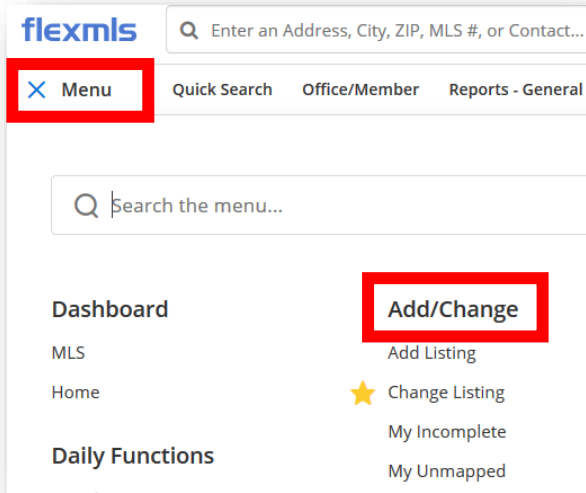 flexmls
Enter an Address, City, ZIP, MLS #, or Contact...
Menu
Quick Search
Office/Member
Reports - General
Search the menu...
Dashboard
MLS
Home
Daily Functions
Add/Change
Add Listing
Change Listing
My Incomplete
My Unmapped